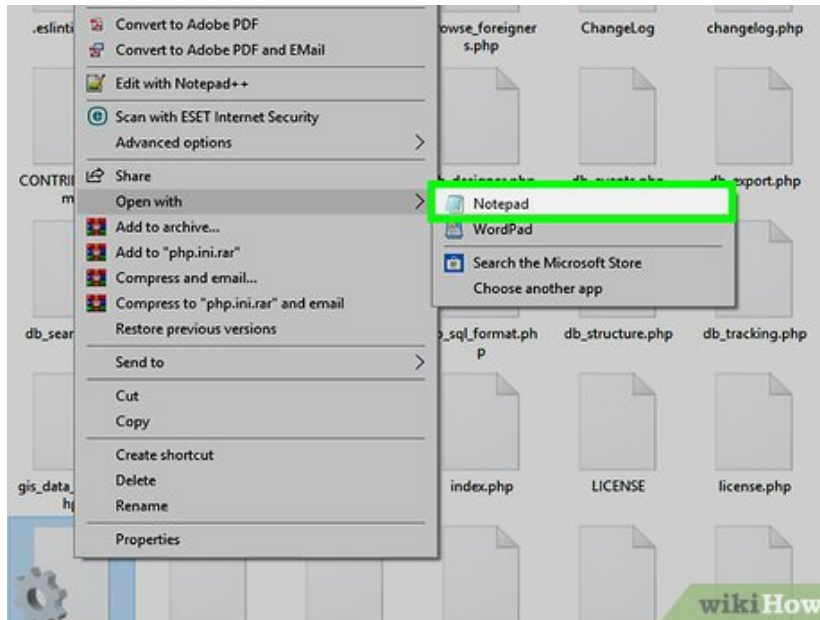 .eslinti
Convert to Adobe PDF
Convert to Adobe PDF and EMail
Edit with Notepad++
Scan with ESET Internet Security
Advanced options
Share
Open with
Add to archive...
Add to "php.ini.rar"
Compress and email...
Compress to "php.ini.rar" and email
Restore previous versions
Send to
Cut
Copy
Create shortcut
Delete
Rename
Properties
Notepad
WordPad
Search the Microsoft Store
Choose another app
owse_foreigner
s.php
ChangeLog
changelog.php
CONTRI
m
export.php
db_sear
_sql_format.ph
p
db_structure.php
db_tracking.php
gis_data_
h
index.php
LICENSE
license.php
wikiHow